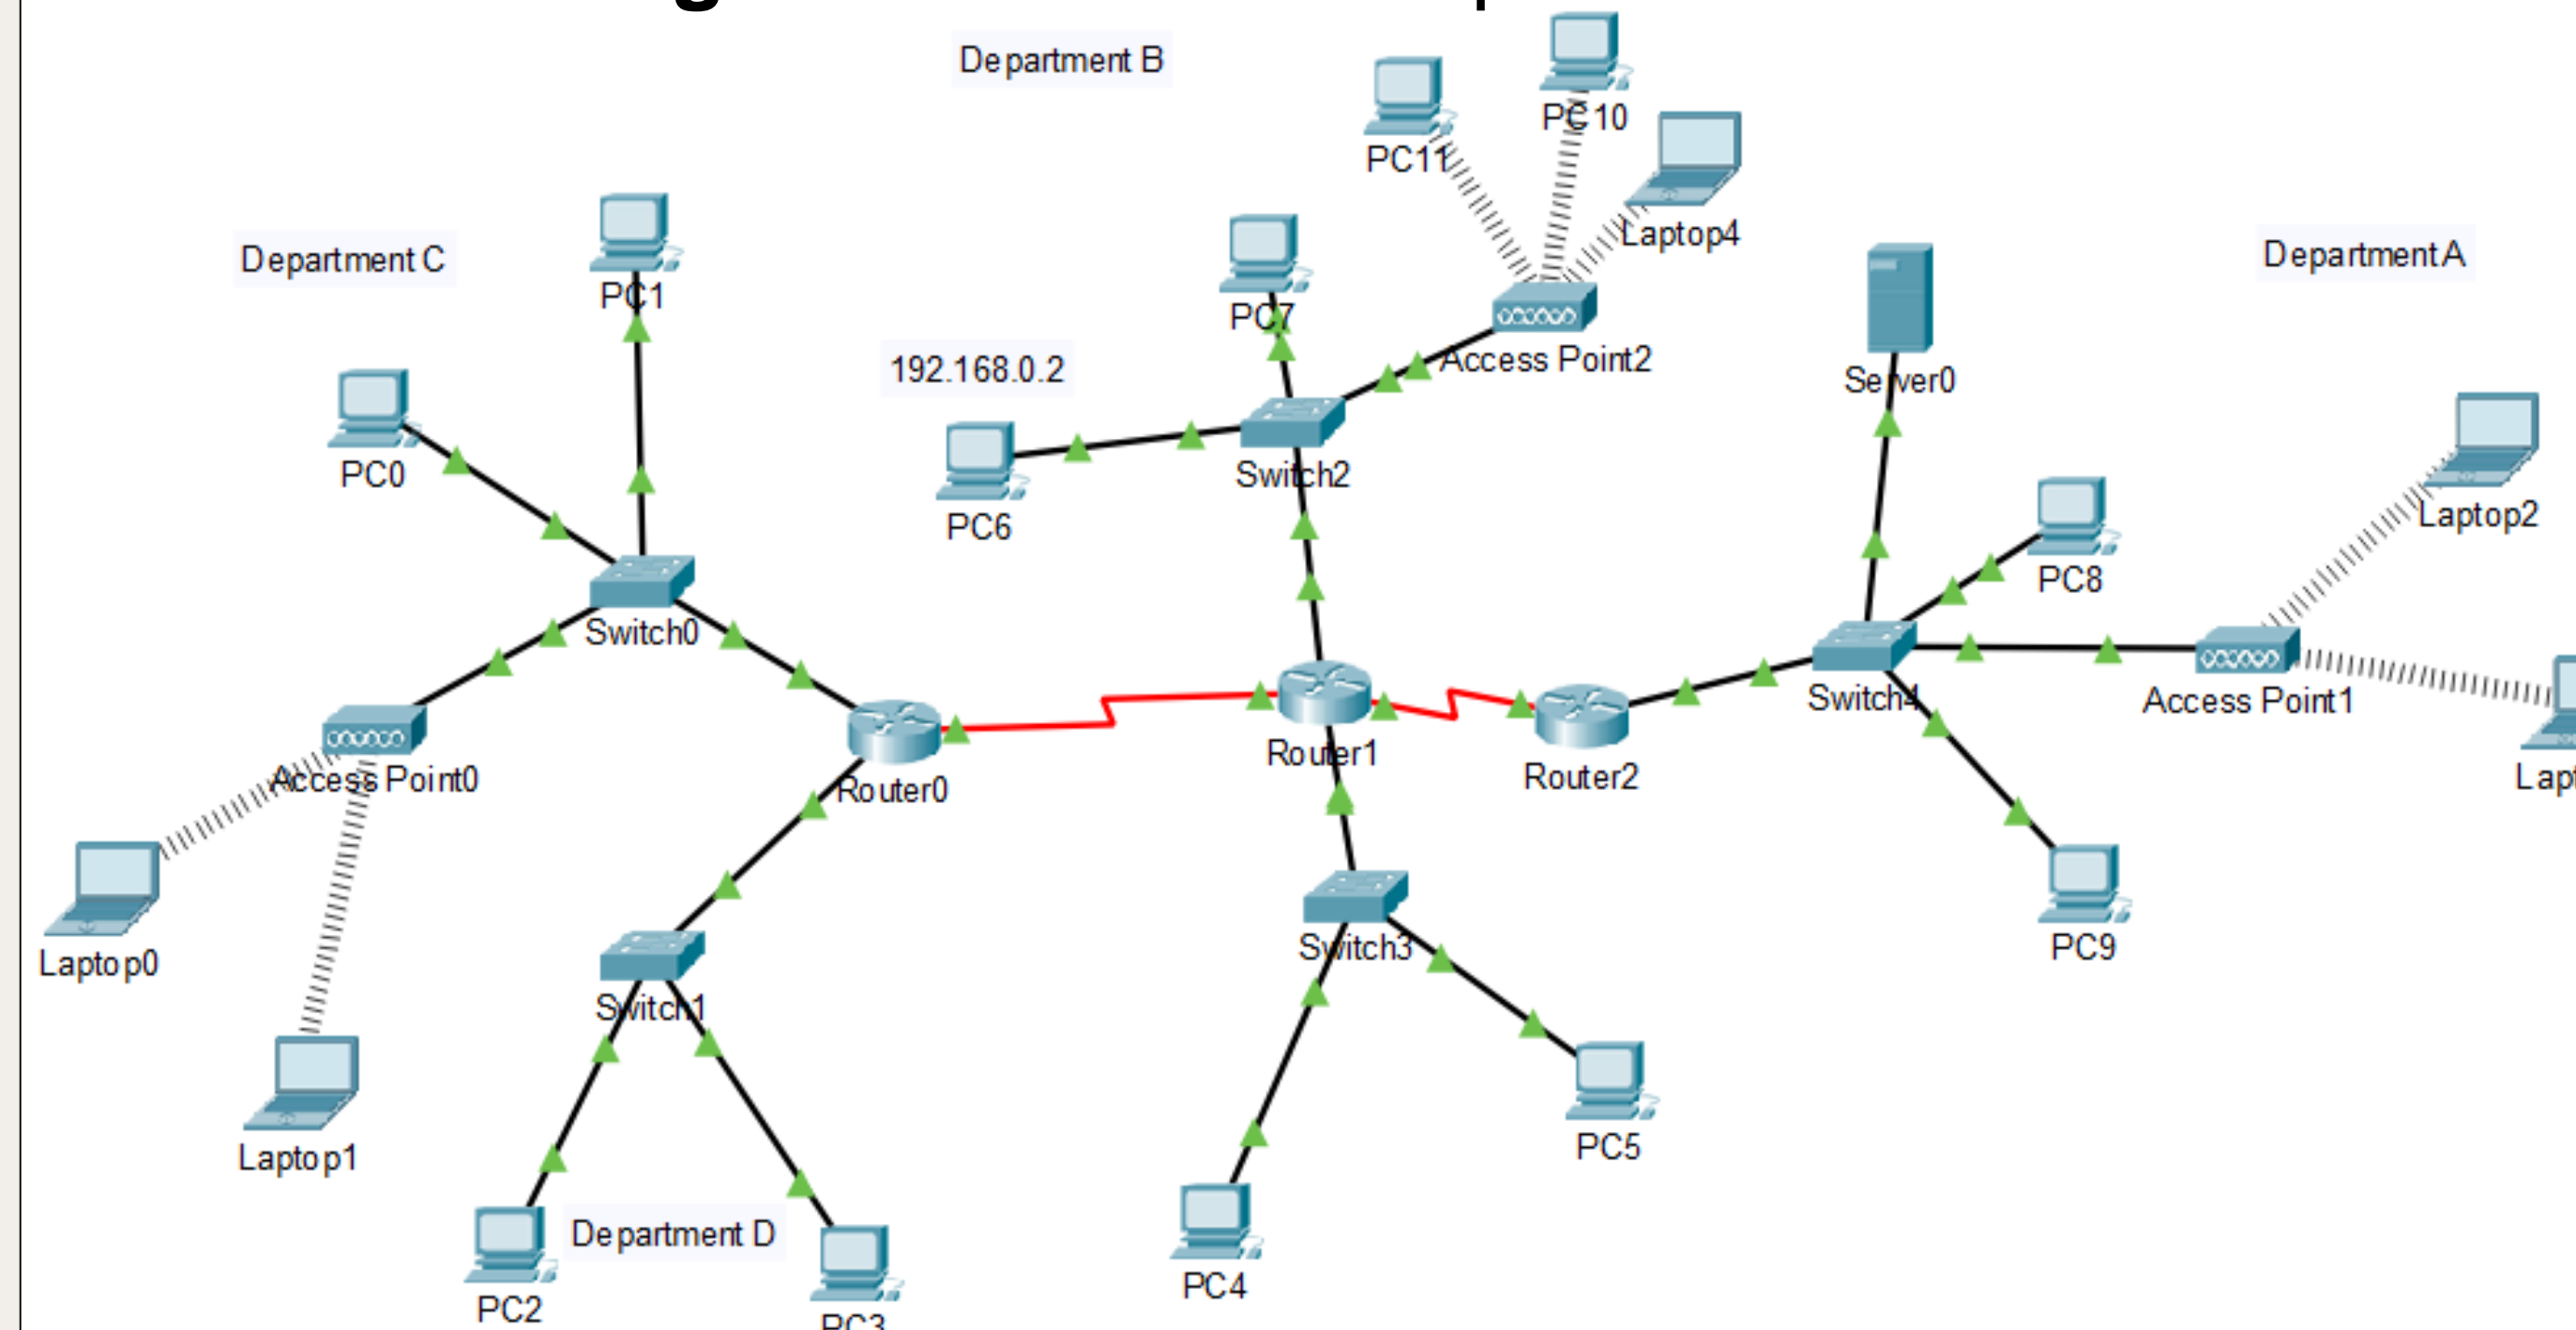 Department B
PC10
PC11
Laptop4
Department C
PC1
PC7
Department A
Access Point2
192.168.0.2
Server0
PC0
Switch2
PC6
Laptop2
PC8
Switch0
Switch4
Access Point1
Access Point0
Router0
Router1
Router2
Lapt
Laptop0
Switch3
PC9
Switch1
Laptop1
PC5
Department D
PC4
PC2
PC3